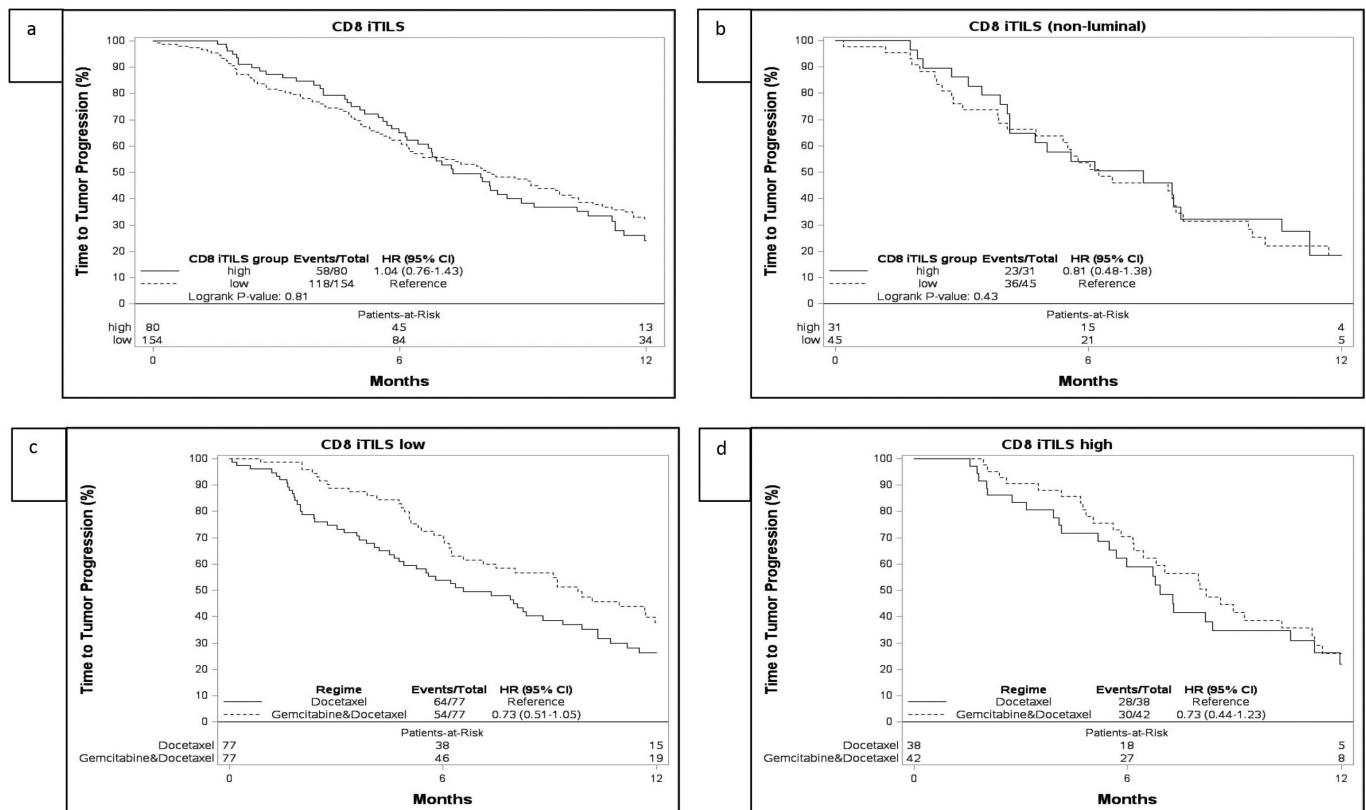 a
CD8 iTILS
Time to Tumor Progression (%)
100
90
80
70
60
50
40
30
20
10
0
CD8 iTILS group Events/Total HR (95% CI)
high 58/80 1.04 (0.76-1.43)
low 118/154 Reference
Logrank P-value: 0.81
Patients-at-Risk
high 80 45 13
low 154 84 34
0 6 12
Months
b
CD8 iTILS (non-luminal)
Time to Tumor Progression (%)
100
90
80
70
60
50
40
30
20
10
0
CD8 iTILS group Events/Total HR (95% CI)
high 23/31 0.81 (0.48-1.38)
low 36/45 Reference
Logrank P-value: 0.43
Patients-at-Risk
high 31 15 4
low 45 21 5
0 6 12
Months
c
CD8 iTILS low
Time to Tumor Progression (%)
100
90
80
70
60
50
40
30
20
10
0
Regime Events/Total HR (95% CI)
Docetaxel 64/77 Reference
Gemcitabine&Docetaxel 54/77 0.73 (0.51-1.05)
Patients-at-Risk
Docetaxel 77 38 15
Gemcitabine&Docetaxel 77 46 19
0 6 12
Months
d
CD8 iTILS high
Time to Tumor Progression (%)
100
90
80
70
60
50
40
30
20
10
0
Regime Events/Total HR (95% CI)
Docetaxel 28/38 Reference
Gemcitabine&Docetaxel 30/42 0.73 (0.44-1.23)
Patients-at-Risk
Docetaxel 38 18 5
Gemcitabine&Docetaxel 42 27 8
0 6 12
Months